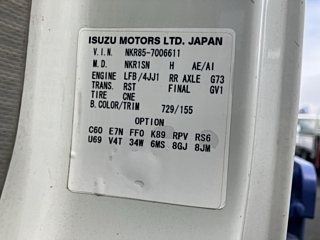 ISUZU MOTORS LTD. JAPAN
V.I.N. NKR85-7006611
M.D. NKR1SN H AE/AI
ENGINE LFB/4JJ1 RR AXLE G73
TRANS. RST FINAL GV1
TIRE CNE
B.COLOR/TRIM 729/155
OPTION
C60 E7N FF0 K89 RPV RS6
U69 V4T 34W 6MS 8GJ 8JM